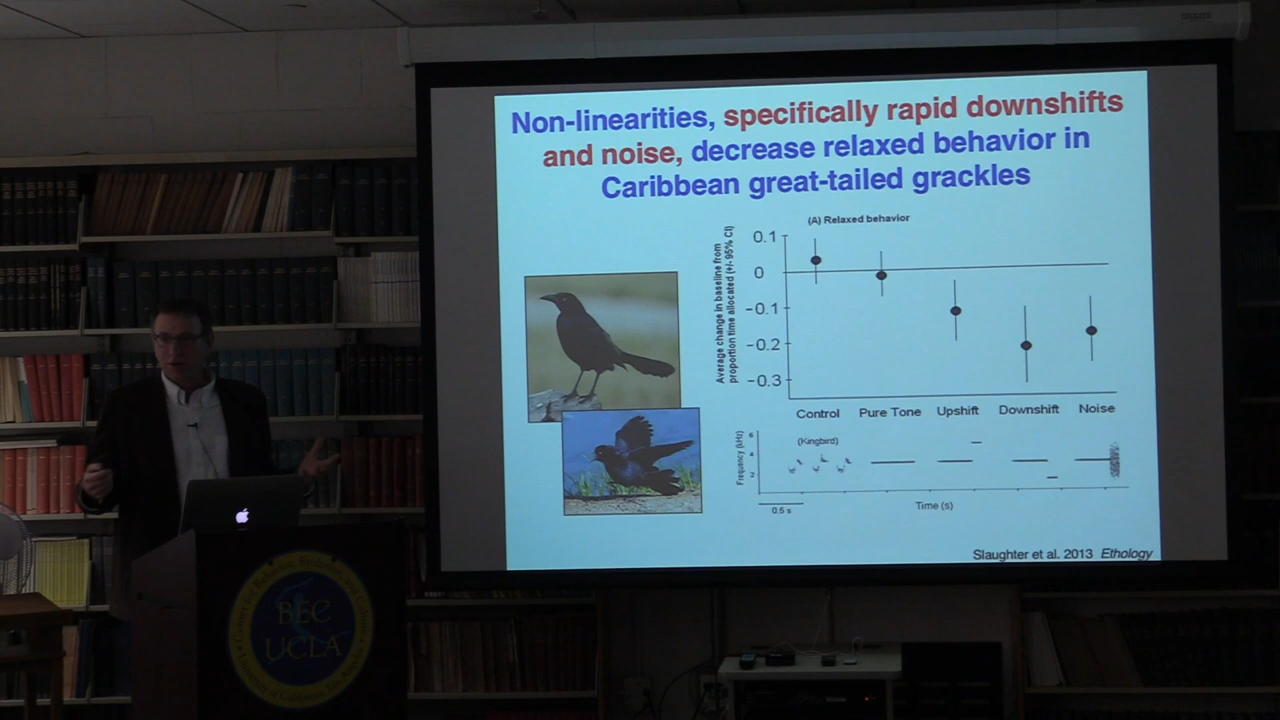 Non-linearities, specifically rapid downshifts
and noise, decrease relaxed behavior in
Caribbean great-tailed grackles
(A) Relaxed behavior
Average change in baseline from
proportion time allocated (+/- 95% CI)
0.1
0
−0.1
−0.2
−0.3
Control Pure Tone Upshift Downshift Noise
Frequency (kHz)
6
4
2
(Kingbird)
0.5 s
Time (s)
Slaughter et al. 2013 Ethology
BEC
UCLA